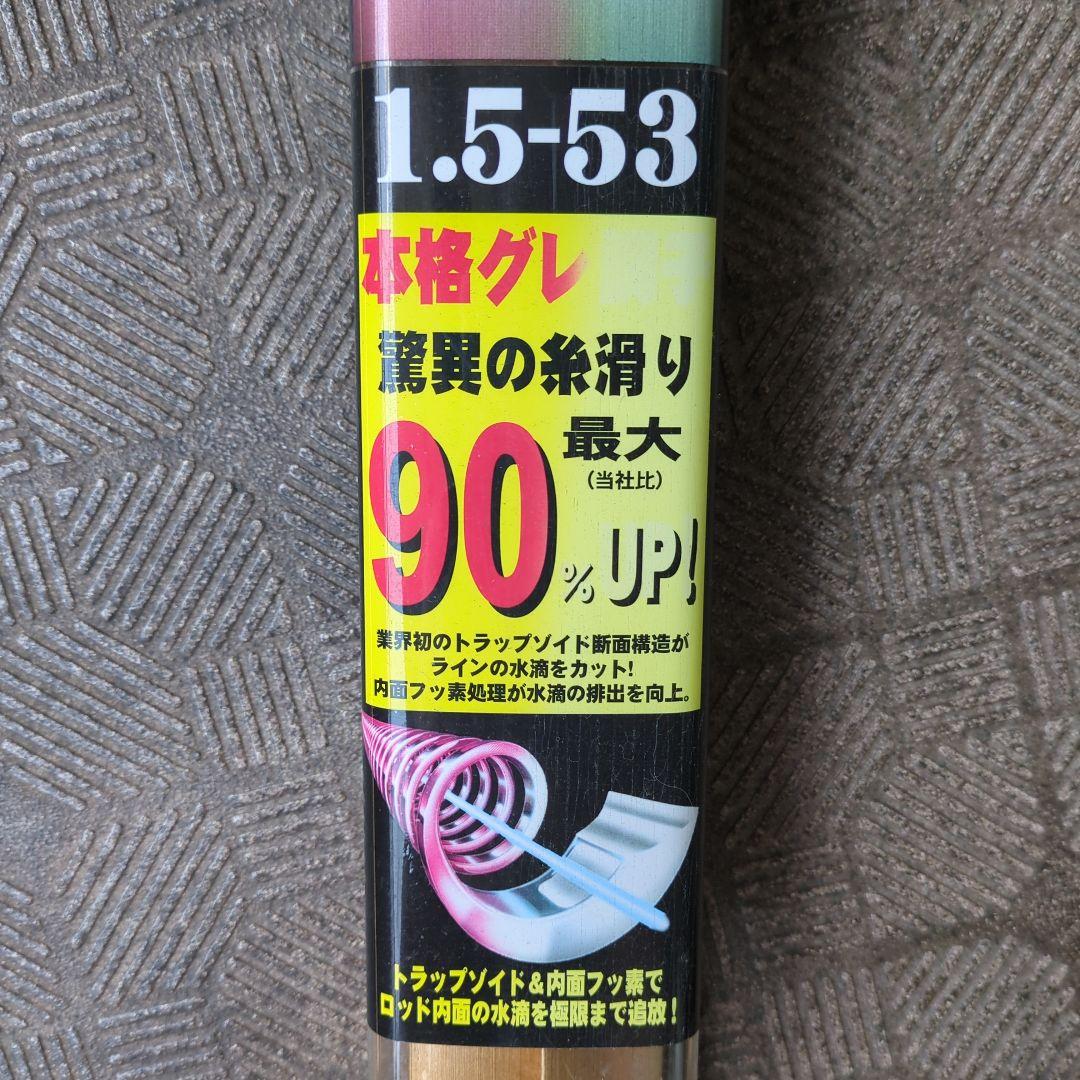 1.5-53
本格グレ
驚異の糸滑り
最大
(当社比)
90% UP!
業界初のトラップゾイド断面構造が
ラインの水滴をカット!
内面フッ素処理が水滴の排出を向上。
トラップゾイド&内面フッ素で
ロッド内面の水滴を極限まで追放!